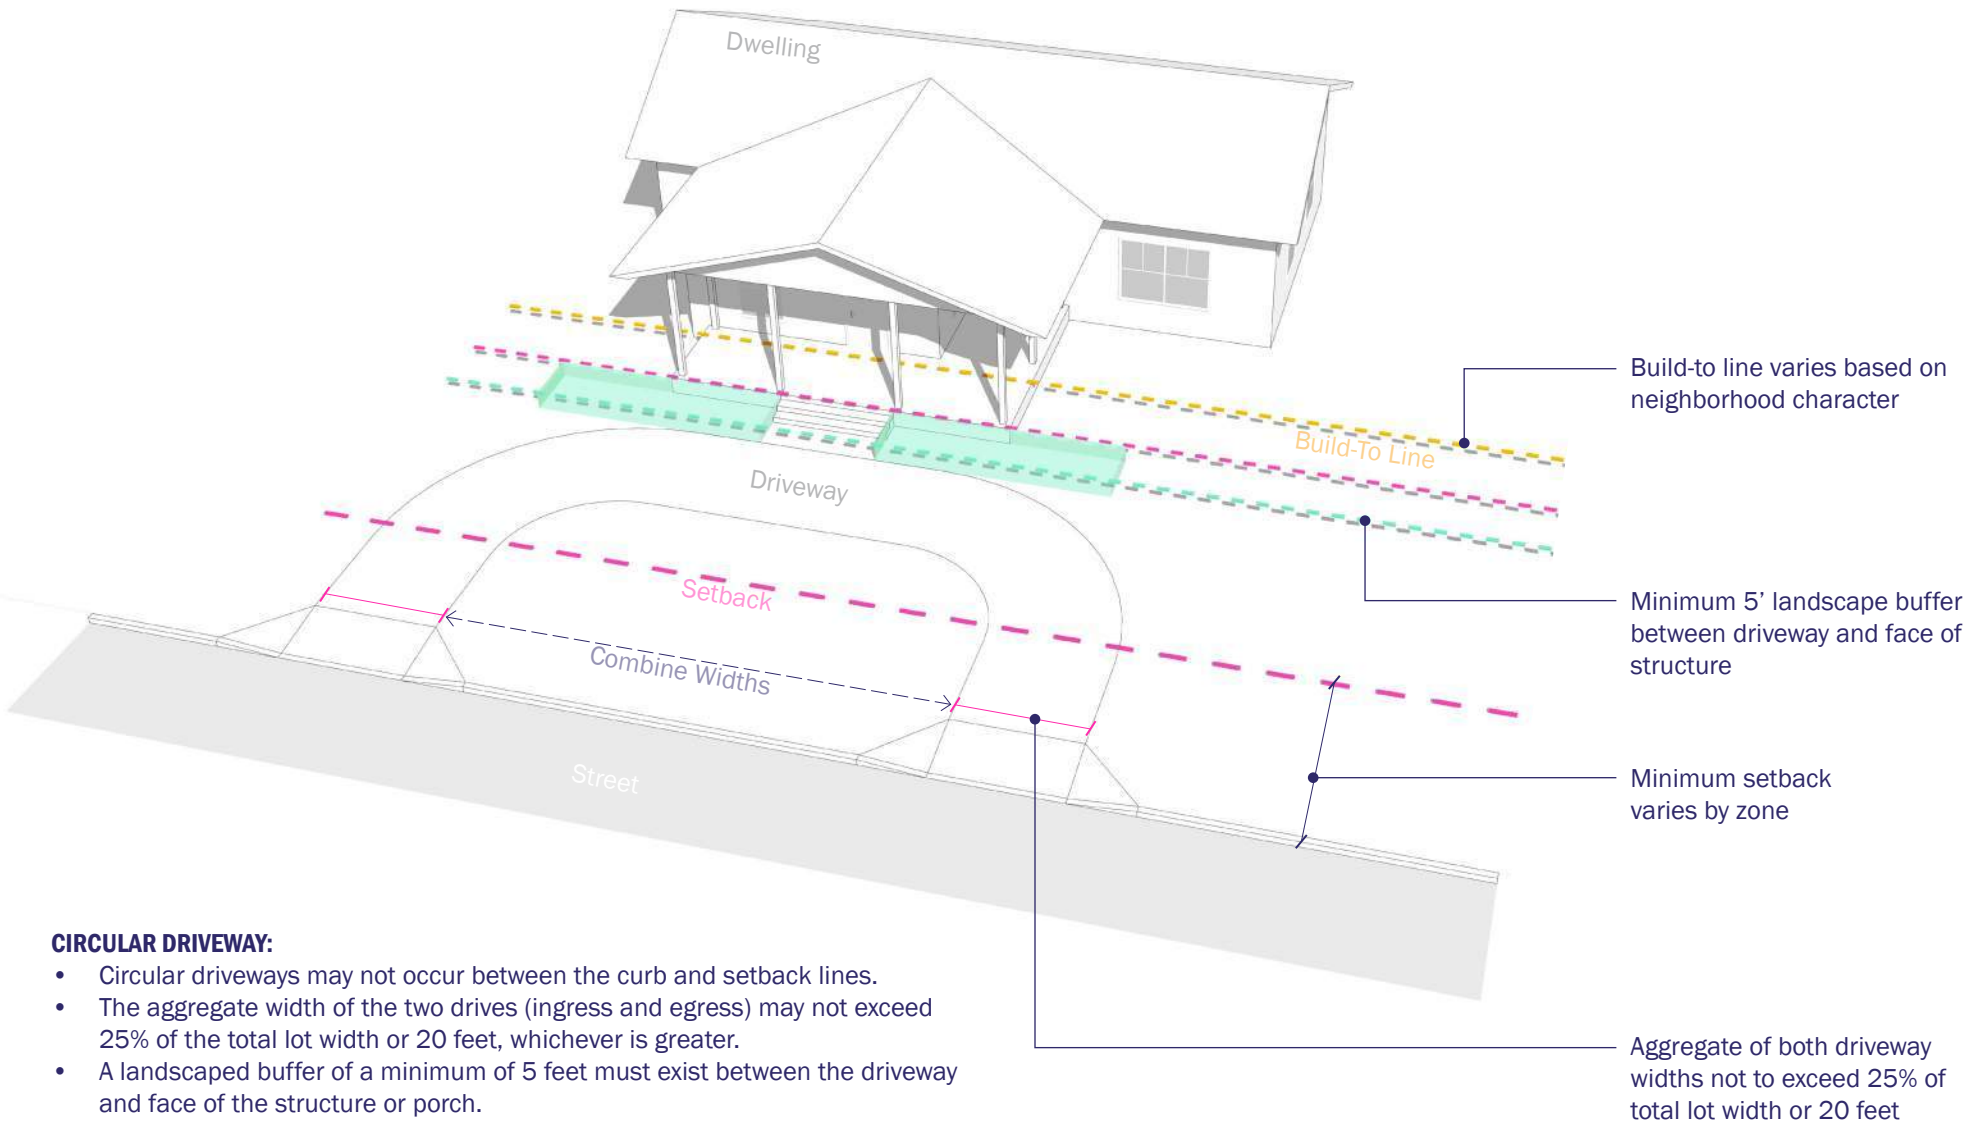 Dwelling
Build-to line varies based on
neighborhood character
Build-To Line
Driveway
Setback
Minimum 5’ landscape buffer
between driveway and face of
structure
Combine Widths
Street
Minimum setback
varies by zone
CIRCULAR DRIVEWAY:
• Circular driveways may not occur between the curb and setback lines.
• The aggregate width of the two drives (ingress and egress) may not exceed
25% of the total lot width or 20 feet, whichever is greater.
• A landscaped buffer of a minimum of 5 feet must exist between the driveway
and face of the structure or porch.
Aggregate of both driveway
widths not to exceed 25% of
total lot width or 20 feet